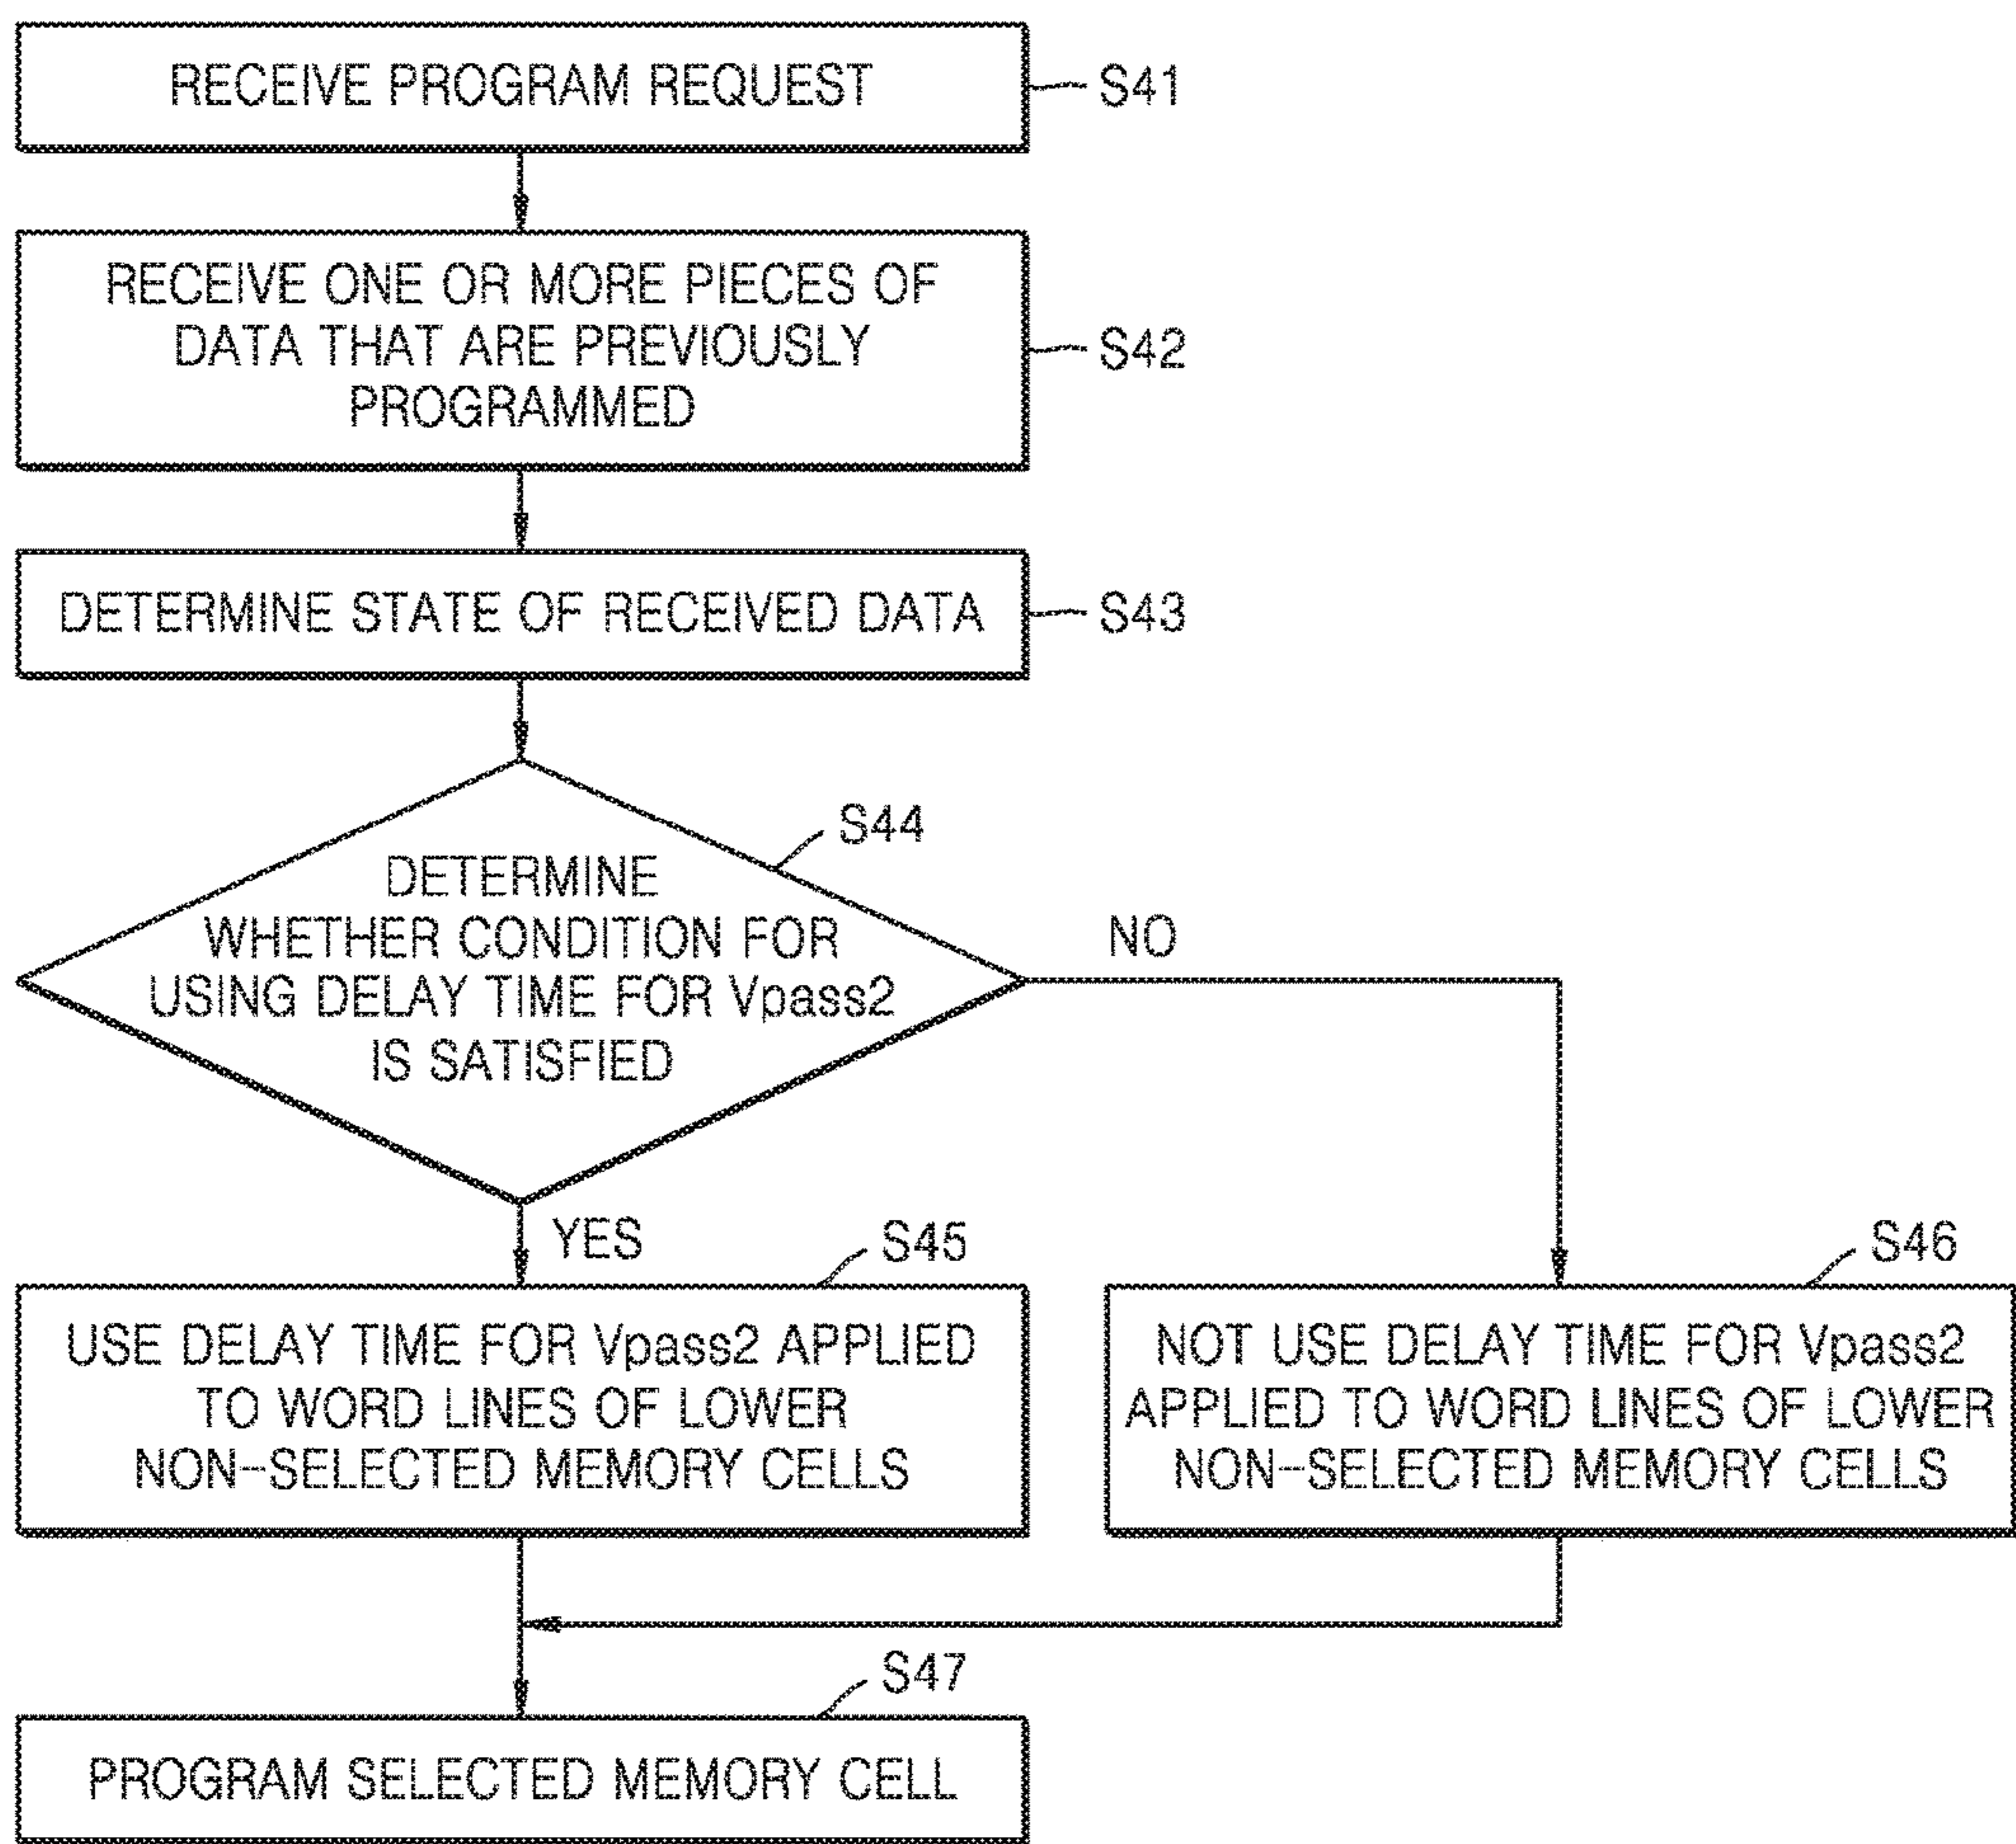 RECEIVE PROGRAM REQUEST
S41
RECEIVE ONE OR MORE PIECES OF
DATA THAT ARE PREVIOUSLY
PROGRAMMED
S42
DETERMINE STATE OF RECEIVED DATA
S43
S44
DETERMINE
WHETHER CONDITION FOR
USING DELAY TIME FOR Vpass2
IS SATISFIED
NO
YES
S45
USE DELAY TIME FOR Vpass2 APPLIED
TO WORD LINES OF LOWER
NON-SELECTED MEMORY CELLS
S46
NOT USE DELAY TIME FOR Vpass2
APPLIED TO WORD LINES OF LOWER
NON-SELECTED MEMORY CELLS
S47
PROGRAM SELECTED MEMORY CELL